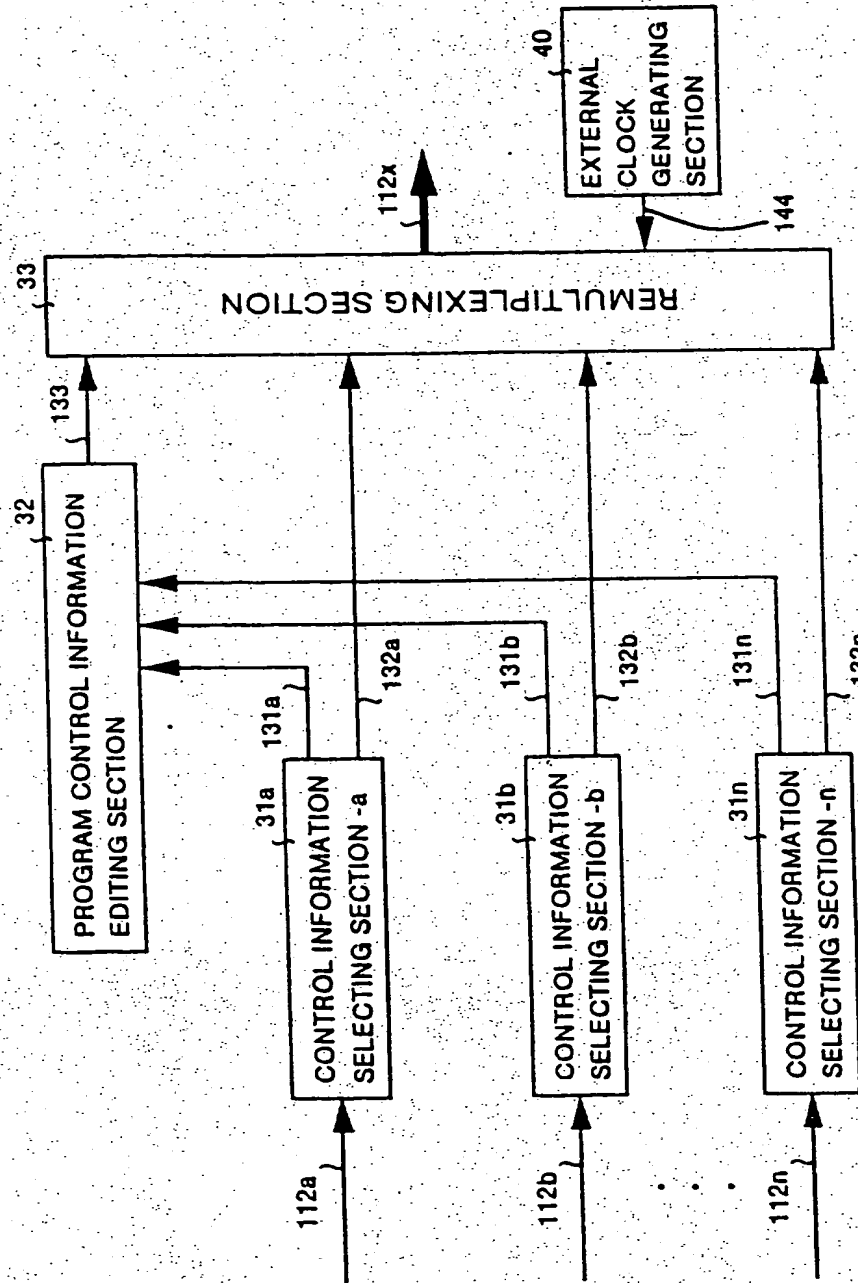 32
PROGRAM CONTROL INFORMATION
EDITING SECTION
133
33
REMULTIPLEXING SECTION
112x
40
EXTERNAL
CLOCK
GENERATING
SECTION
144
112a
31a
CONTROL INFORMATION
SELECTING SECTION -a
131a
132a
112b
31b
CONTROL INFORMATION
SELECTING SECTION -b
131b
132b
. . .
112n
31n
CONTROL INFORMATION
SELECTING SECTION -n
131n
132n